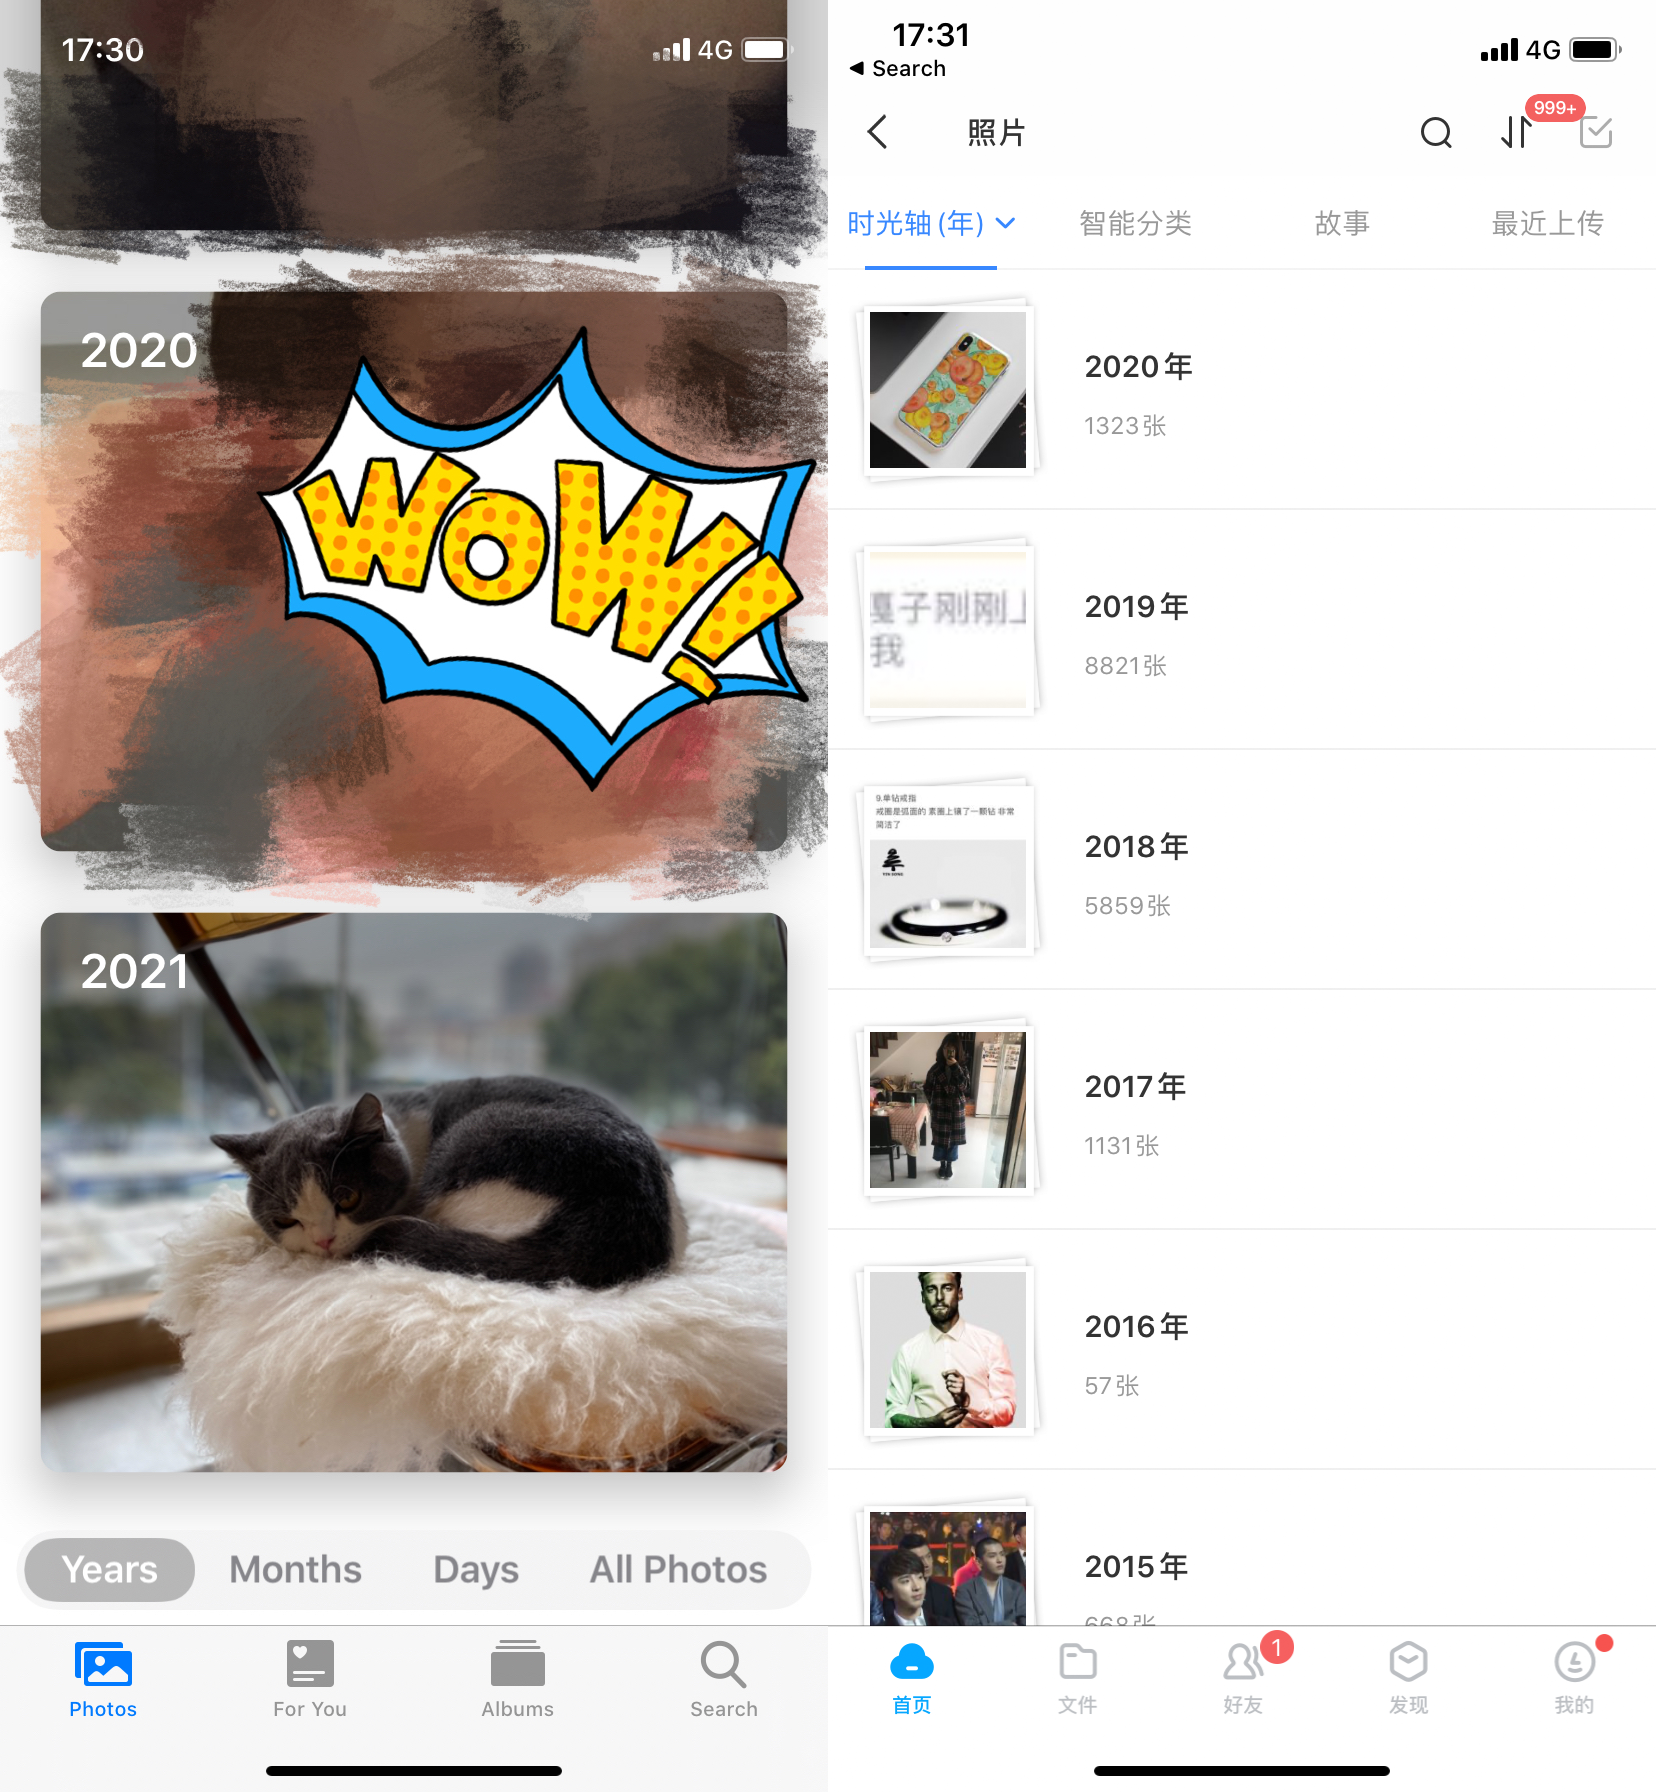 17:30
4G
2020
WOW!
2021
Years
Months
Days
All Photos
Photos
For You
Albums
Search
17:31
4G
Search
照片
999+
时光轴(年)
智能分类
故事
最近上传
2020年
1323张
子刚刚上
我
2019年
8821张
9.单钻戒指
戒圈是弧面的 素圈上镶了一颗钻 非常
简洁了
2018年
5859张
2017年
1131张
2016年
57张
2015年
668张
首页
文件
好友
1
发现
我的